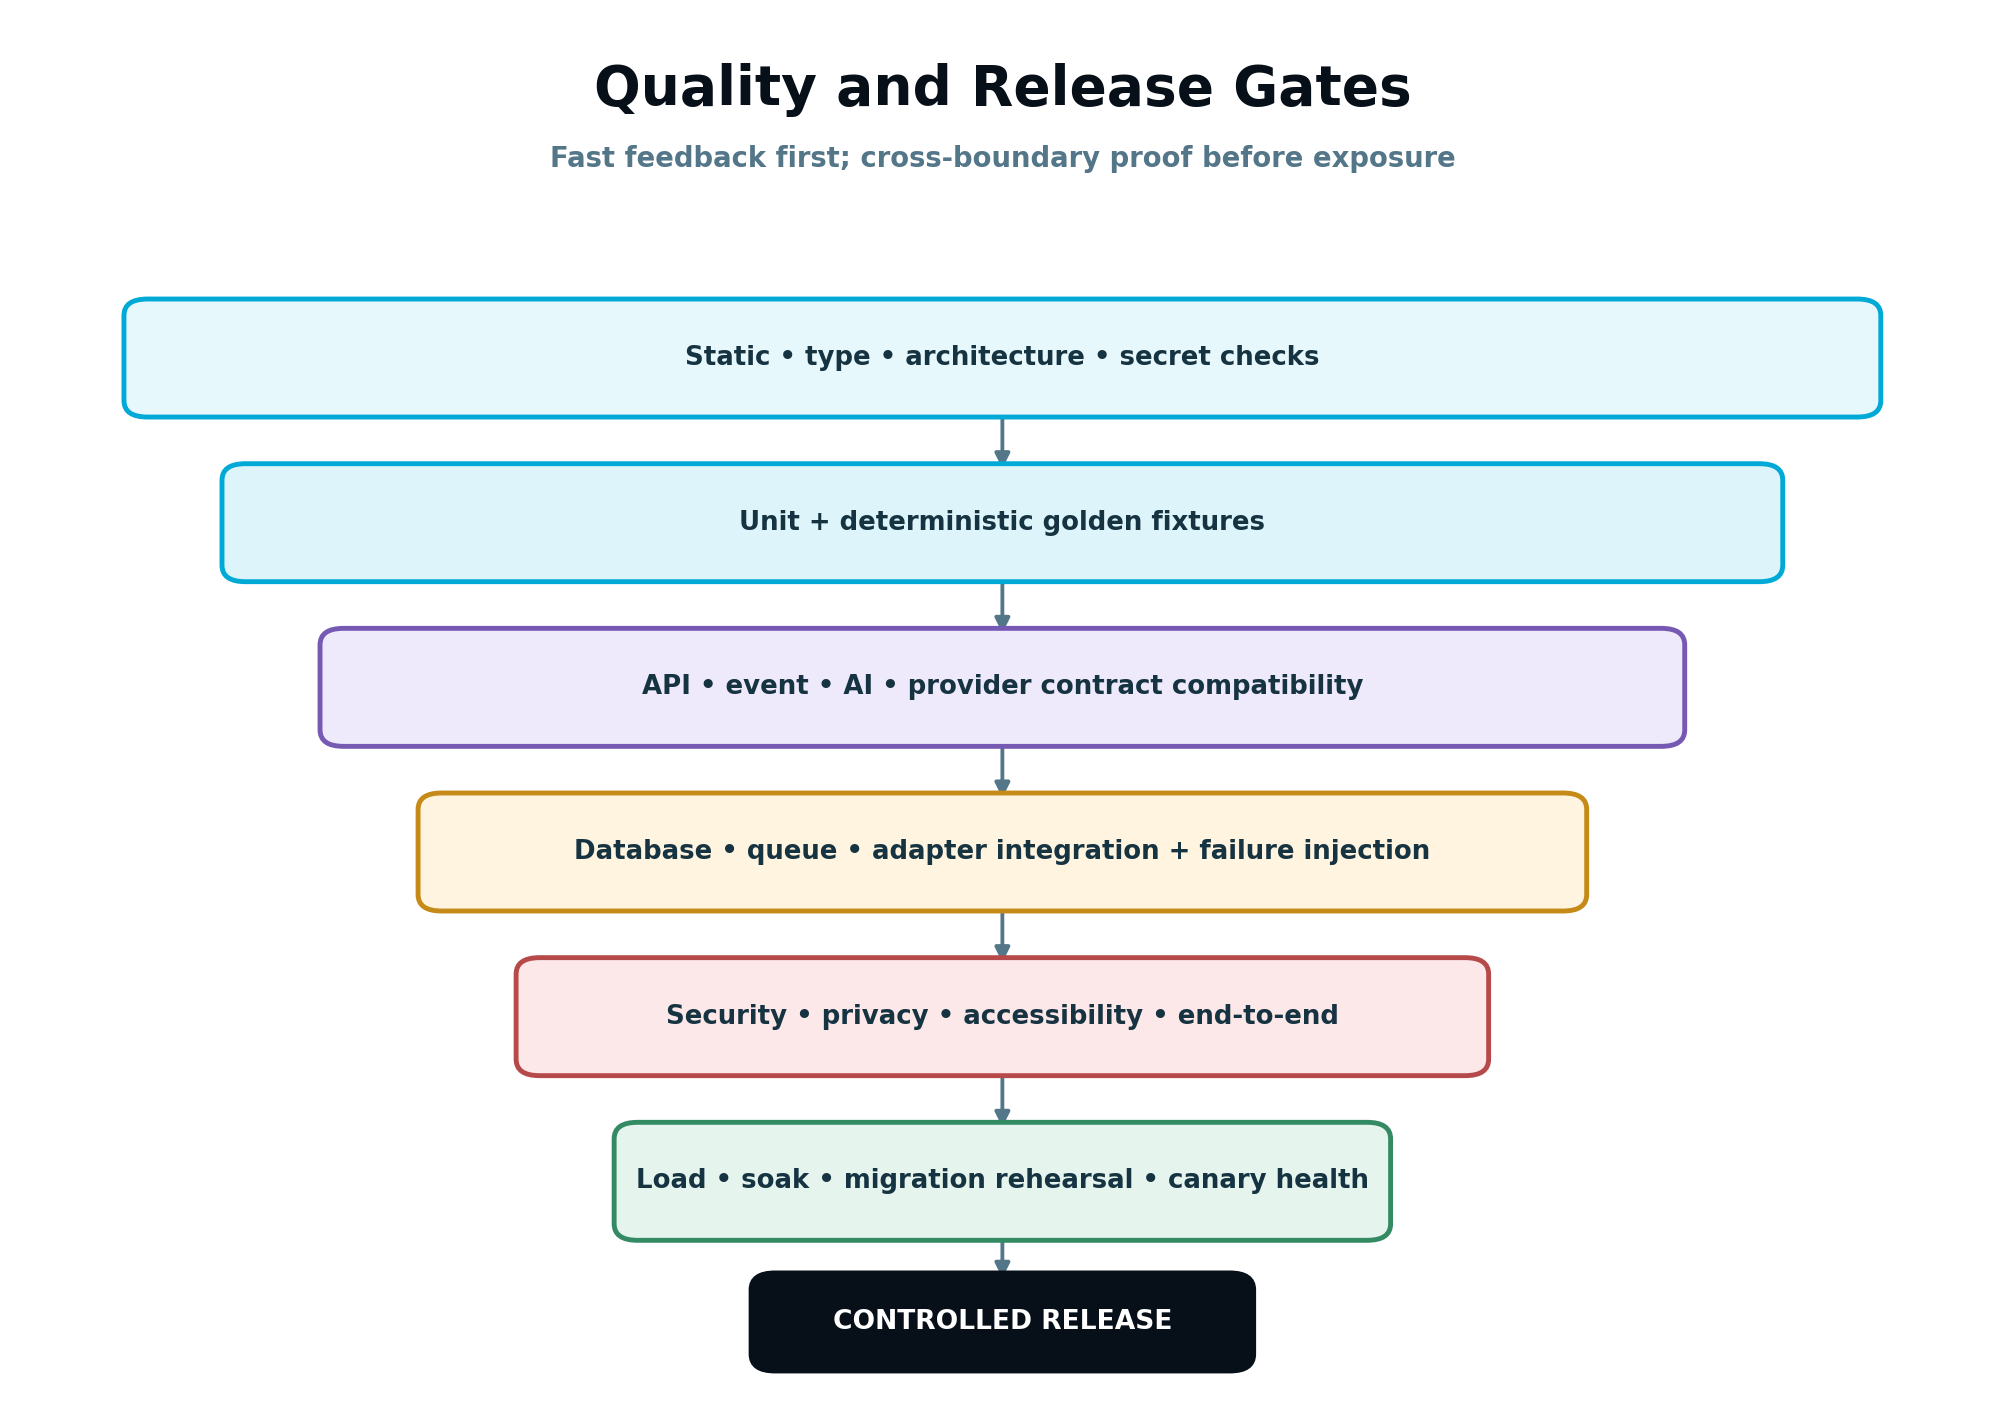 Quality and Release Gates
Fast feedback first; cross-boundary proof before exposure
Static • type • architecture • secret checks
Unit + deterministic golden fixtures
API • event • AI • provider contract compatibility
Database • queue • adapter integration + failure injection
Security • privacy • accessibility • end-to-end
Load • soak • migration rehearsal • canary health
CONTROLLED RELEASE